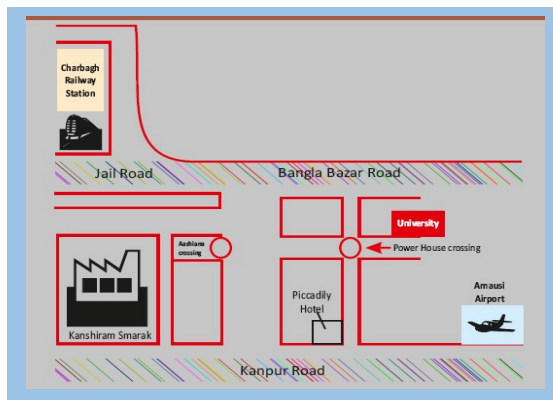 Charbagh
Railway
Station
Jail Road
Bangla Bazar Road
University
Aashiana
crossing
Power House crossing
Amausi
Airport
Piccadily
Hotel
Kanshiram Smarak
Kanpur Road